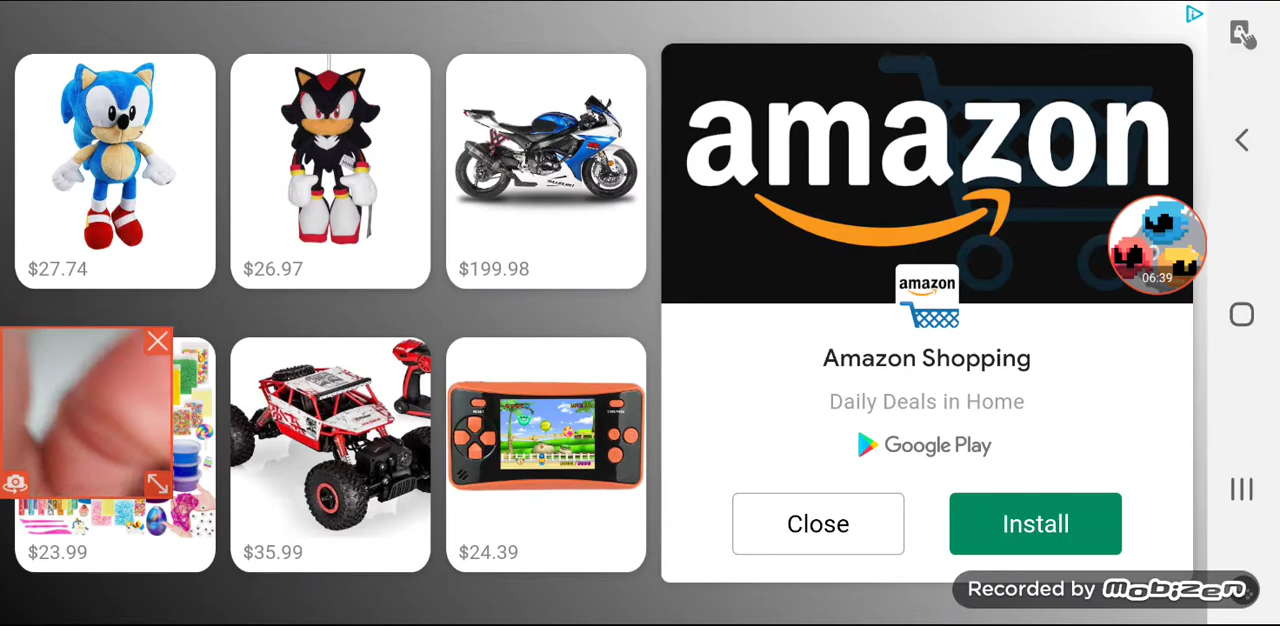 $27.74
$26.97
$199.98
$23.99
$35.99
$24.39
amazon
amazon
Amazon Shopping
Daily Deals in Home
Google Play
Close
Install
06:39
Recorded by Mobizen